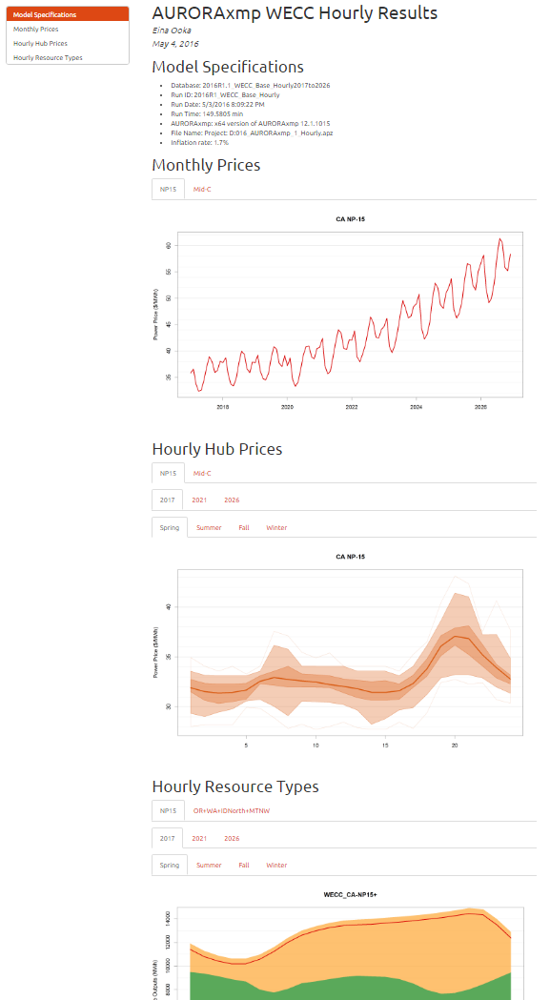 Model Specifications
Monthly Prices
Hourly Hub Prices
Hourly Resource Types
AURORAxmp WECC Hourly Results
Eina Ooka
May 4, 2016
Model Specifications
Database: 2016R1.1_WECC_Base_Hourly2017to2026
Run ID: 2016R1_WECC_Base_Hourly
Run Date: 5/3/2016 8:09:22 PM
Run Time: 149.5805 min
AURORAxmp: x64 version of AURORAxmp 12.1.1015
File Name: Project: D:016_AURORAxmp_1_Hourly.apz
Inflation rate: 1.7%
Monthly Prices
NP15 Mid-C
CA NP-15
Power Price ($/MWh)
60
55
50
45
40
35
2018 2020 2022 2024 2026
Hourly Hub Prices
NP15 Mid-C
2017 2021 2026
Spring Summer Fall Winter
CA NP-15
Power Price ($/MWh)
40
35
30
5 10 15 20
Hourly Resource Types
NP15 OR+WA+IDNorth+MTNW
2017 2021 2026
Spring Summer Fall Winter
WECC_CA-NP15+
14000
12000
10000
8000
Outputs (MWh)